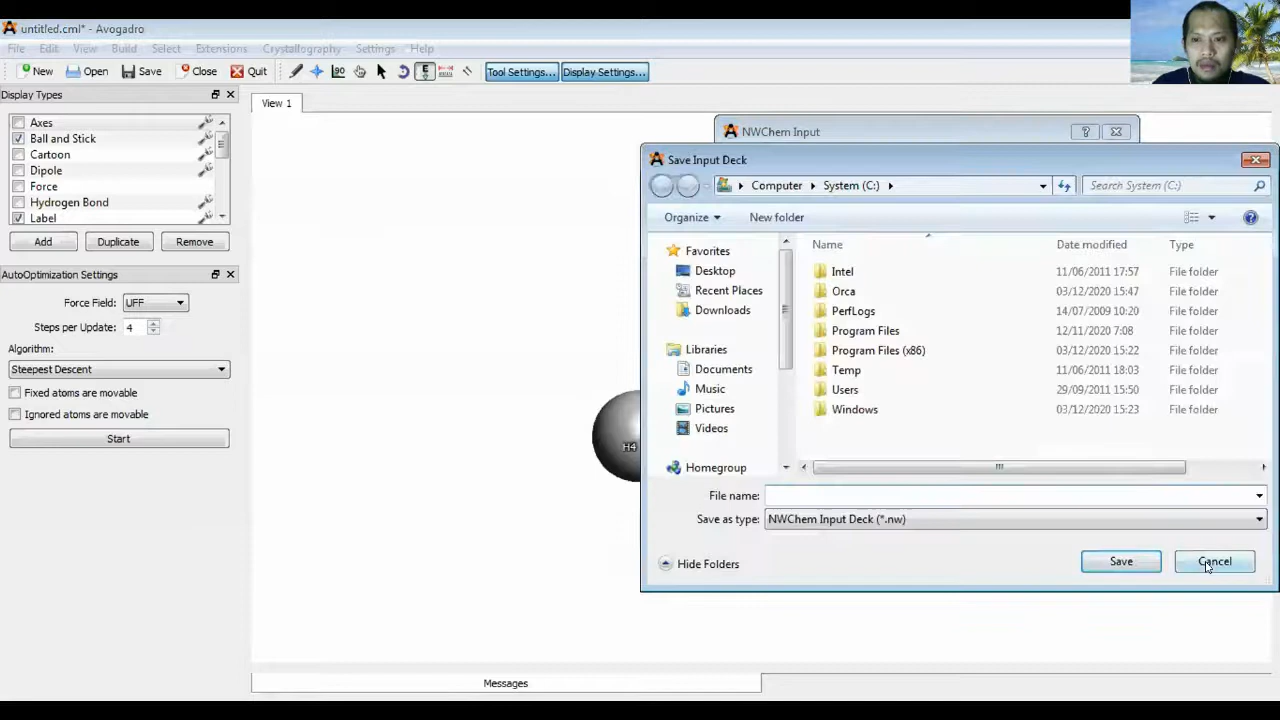 untitled.cml* - Avogadro
File Edit View Build Select Extensions Crystallography Settings Help
New Open Save Close Quit Tool Settings... Display Settings...
Display Types
Axes
Ball and Stick
Cartoon
Dipole
Force
Hydrogen Bond
Label
Add Duplicate Remove
AutoOptimization Settings
Force Field: UFF
Steps per Update: 4
Algorithm:
Steepest Descent
Fixed atoms are movable
Ignored atoms are movable
Start
View 1
H4
NWChem Input
Save Input Deck
Computer System (C:) Search System (C:)
Organize New folder
Favorites
Desktop
Recent Places
Downloads
Libraries
Documents
Music
Pictures
Videos
Homegroup
Name Date modified Type
Intel 11/06/2011 17:57 File folder
Orca 03/12/2020 15:47 File folder
PerfLogs 14/07/2009 10:20 File folder
Program Files 12/11/2020 7:08 File folder
Program Files (x86) 03/12/2020 15:22 File folder
Temp 11/06/2011 18:03 File folder
Users 29/09/2011 15:50 File folder
Windows 03/12/2020 15:23 File folder
File name:
Save as type: NWChem Input Deck (*.nw)
Hide Folders Save Cancel
Messages